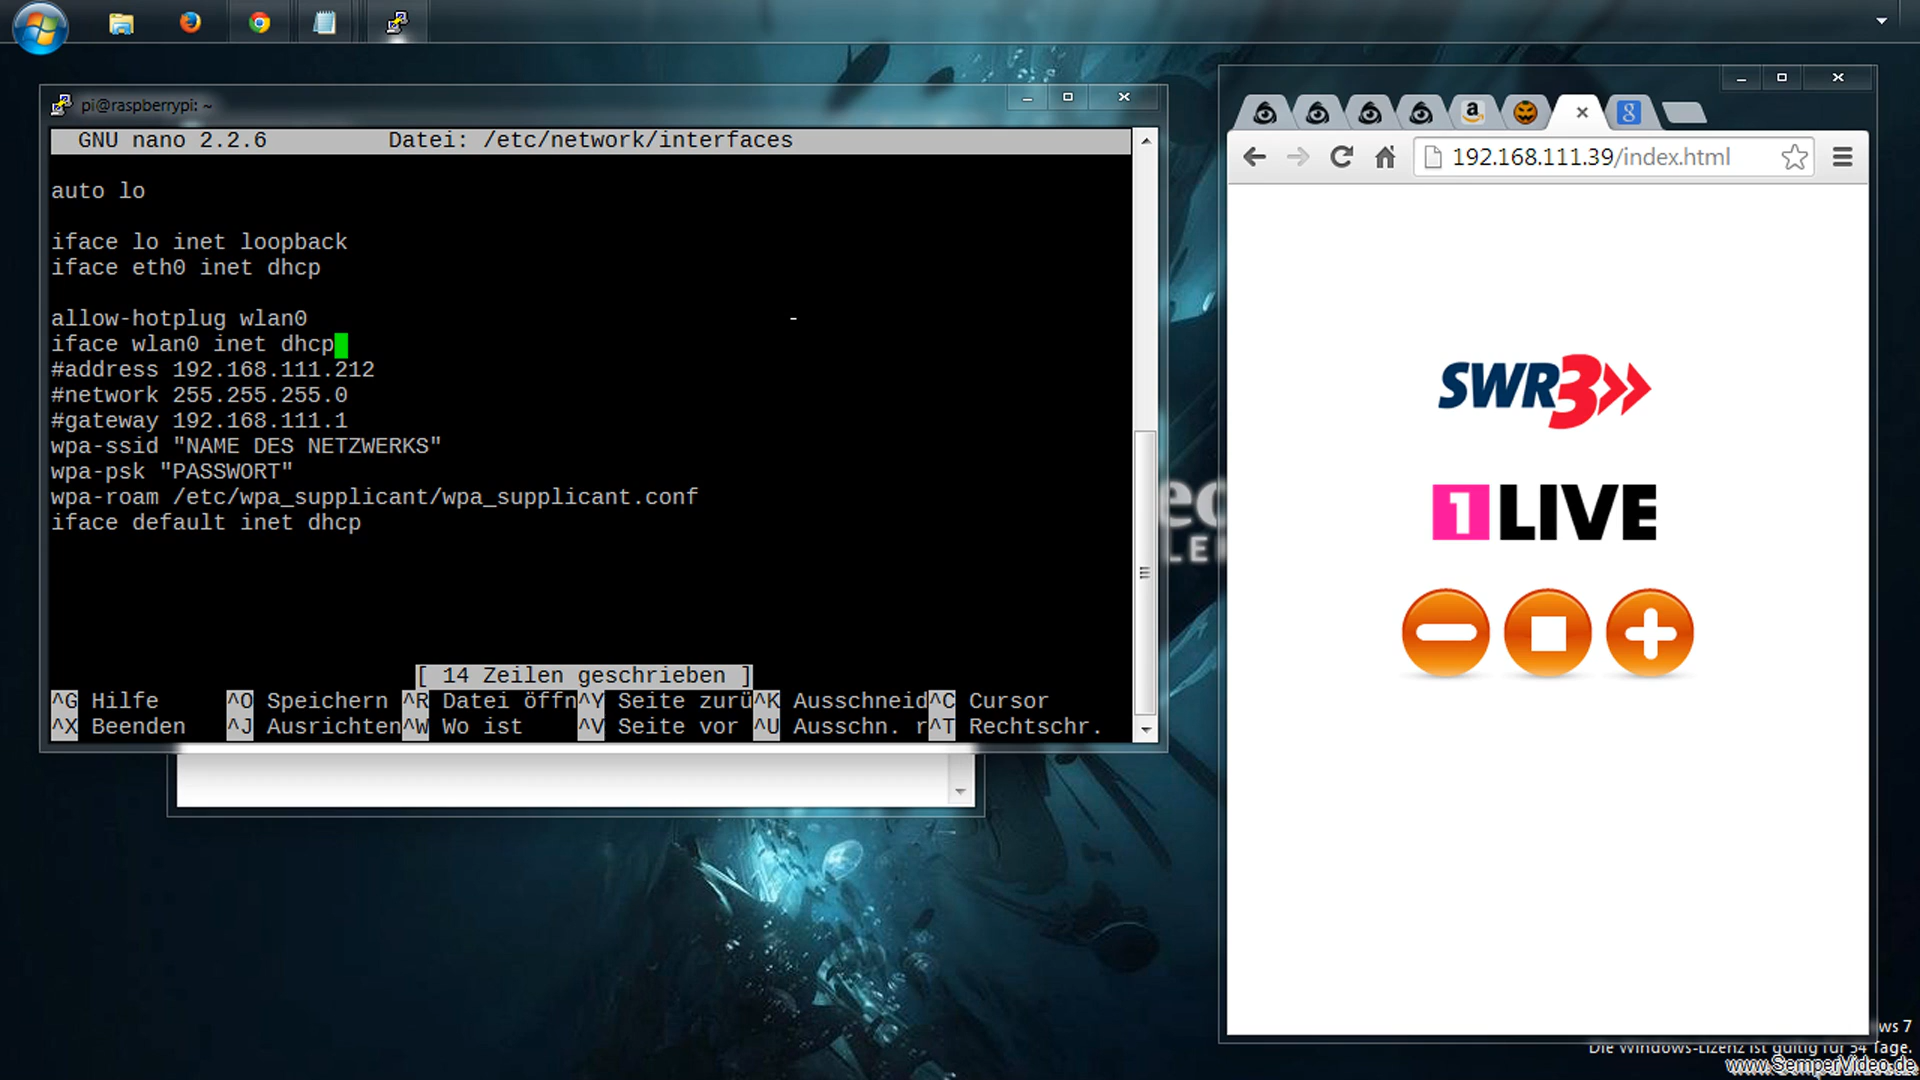 pi@raspberrypi: ~
GNU nano 2.2.6 Datei: /etc/network/interfaces
auto lo
iface lo inet loopback
iface eth0 inet dhcp
allow-hotplug wlan0
iface wlan0 inet dhcp
#address 192.168.111.212
#network 255.255.255.0
#gateway 192.168.111.1
wpa-ssid "NAME DES NETZWERKS"
wpa-psk "PASSWORT"
wpa-roam /etc/wpa_supplicant/wpa_supplicant.conf
iface default inet dhcp
[ 14 Zeilen geschrieben ]
^G Hilfe ^O Speichern ^R Datei öffn^Y Seite zurü^K Ausschneid^C Cursor
^X Beenden ^J Ausrichten^W Wo ist ^V Seite vor ^U Ausschn. r^T Rechtschr.
192.168.111.39/index.html
SWR3
1LIVE
ws 7
Die Windows-Lizenz ist gültig für 54 Tage.
www.SemperVideo.de